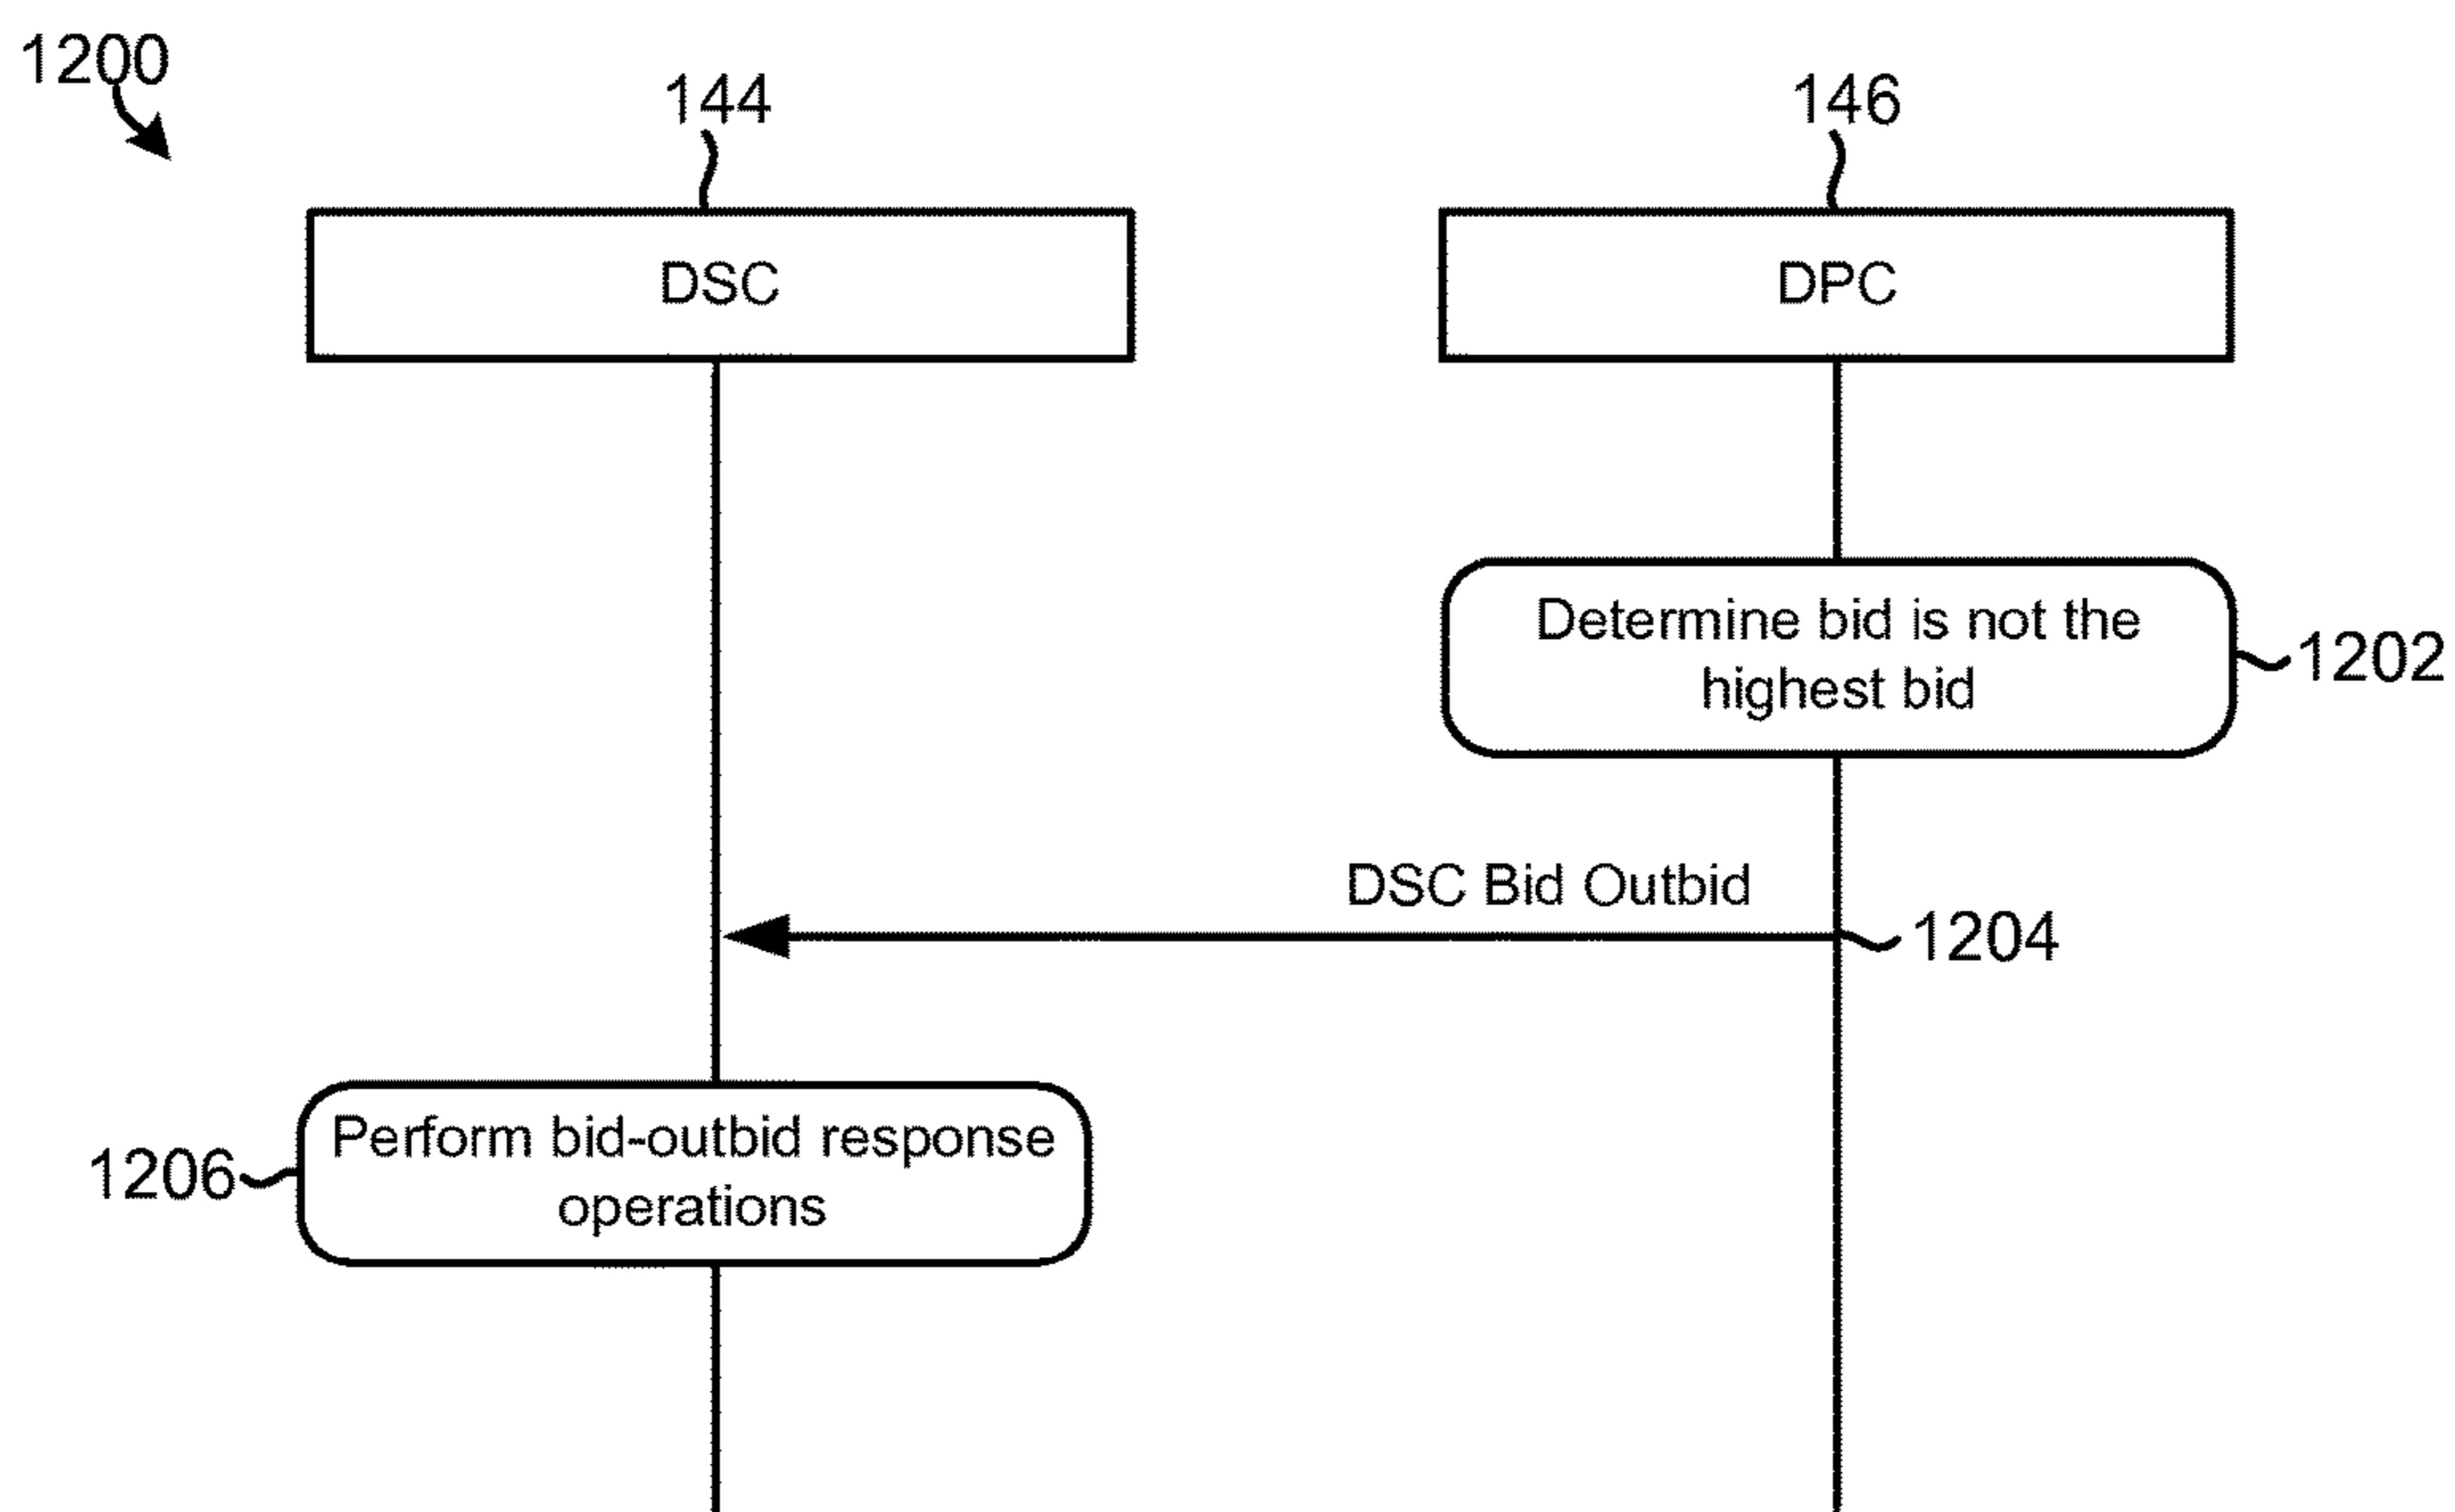 1200
144
146
DSC
DPC
Determine bid is not the
highest bid
1202
DSC Bid Outbid
1204
Perform bid-outbid response
operations
1206